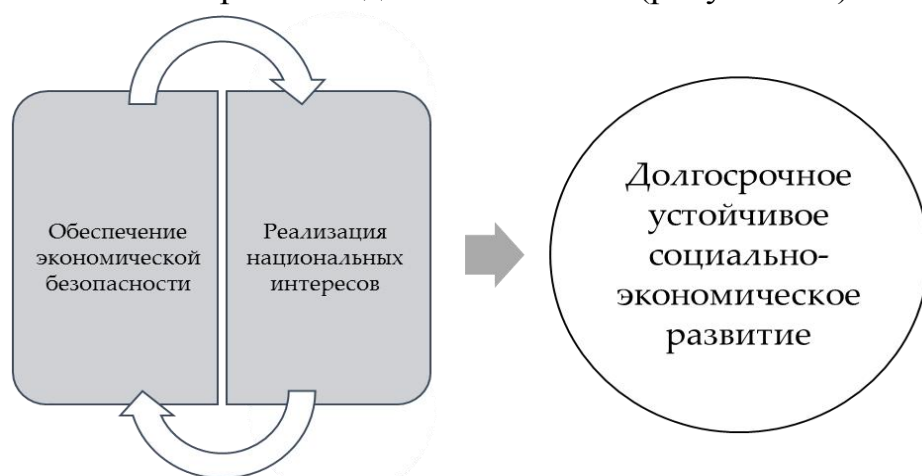 Обеспечение
экономической
безопасности
Реализация
национальных
интересов
Долгосрочное
устойчивое
социально-
экономическое
развитие